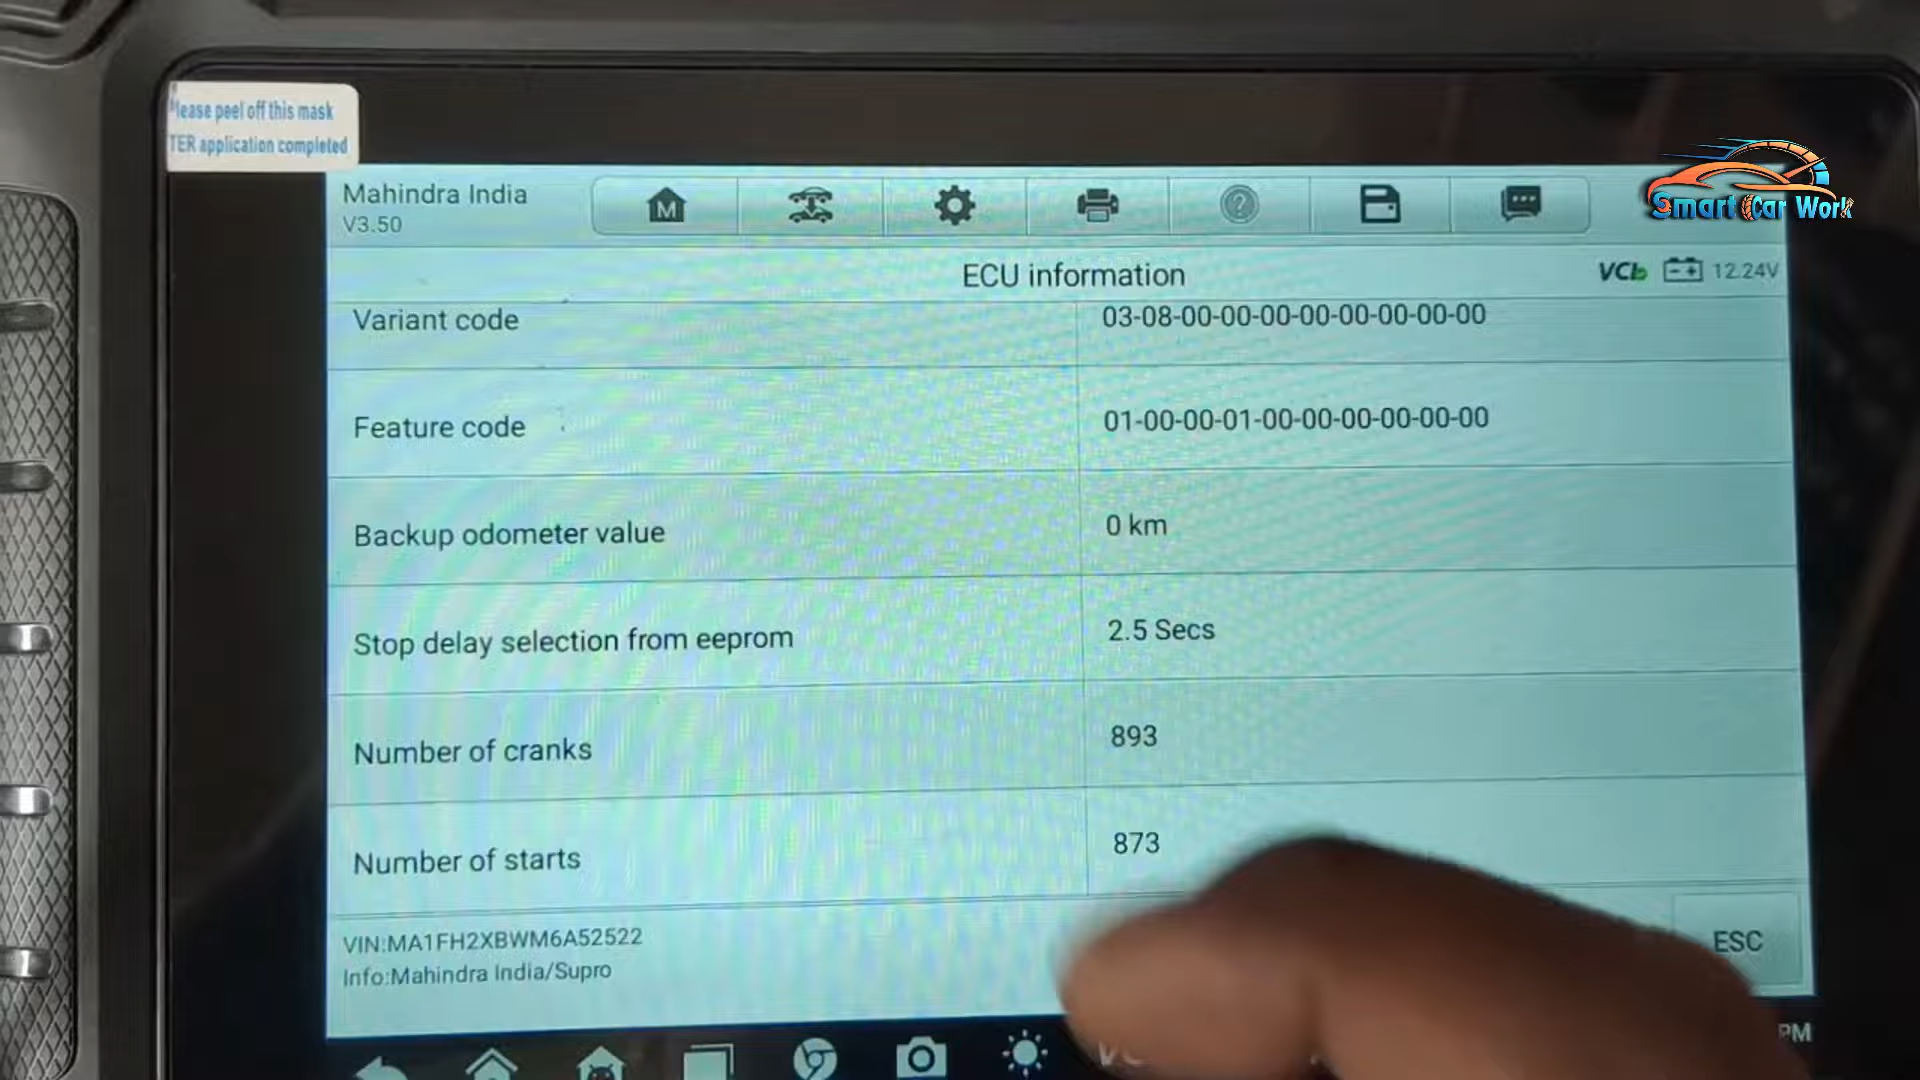 lease peel off this mask
TER application completed
Mahindra India
V3.50
M
?
Smart Car Work
ECU information
VCI
12.24V
Variant code
03-08-00-00-00-00-00-00-00-00
Feature code
01-00-00-01-00-00-00-00-00-00
Backup odometer value
0 km
Stop delay selection from eeprom
2.5 Secs
Number of cranks
893
Number of starts
873
VIN:MA1FH2XBWM6A52522
Info:Mahindra India/Supro
ESC
PM